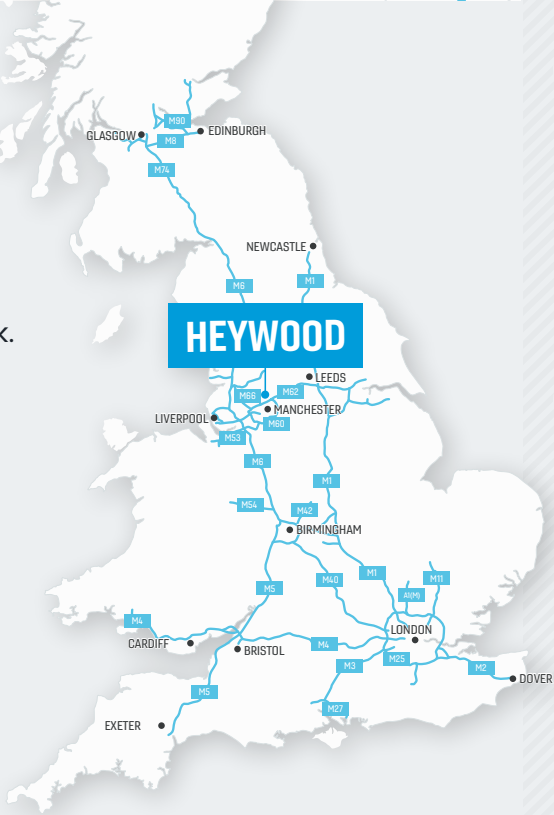 M90
GLASGOW
EDINBURGH
M8
M74
NEWCASTLE
M6
M1
K.
HEYWOOD
LEEDS
M66
M62
MANCHESTER
LIVERPOOL
M60
M53
M6
M1
M54
M42
BIRMINGHAM
M1
M40
M11
M5
A1(M)
M4
LONDON
CARDIFF
M4
BRISTOL
M25
M3
M2
DOVER
M5
M27
EXETER